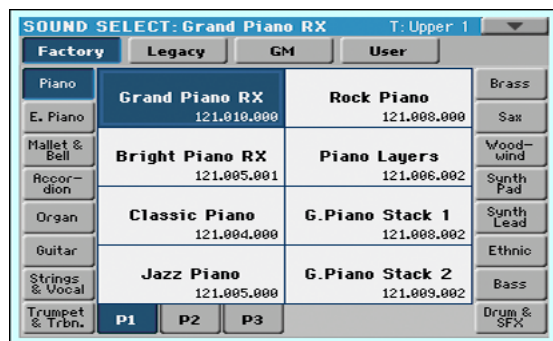 SOUND SELECT:Grand Piano RX T:Upper 1
Factory Legacy GM User
Piano
E. Piano
Mallet &
Bell
Accor-
dion
Organ
Guitar
Strings
& Vocal
Trumpet
& Trbn.
Grand Piano RX
121.010.000
Rock Piano
121.008.000
Bright Piano RX
121.005.001
Piano Layers
121.006.002
Classic Piano
121.004.000
G.Piano Stack 1
121.008.002
Jazz Piano
121.005.000
G.Piano Stack 2
121.009.002
P1 P2 P3
Brass
Sax
Wood-
wind
Synth
Pad
Synth
Lead
Ethnic
Bass
Drum &
SFX